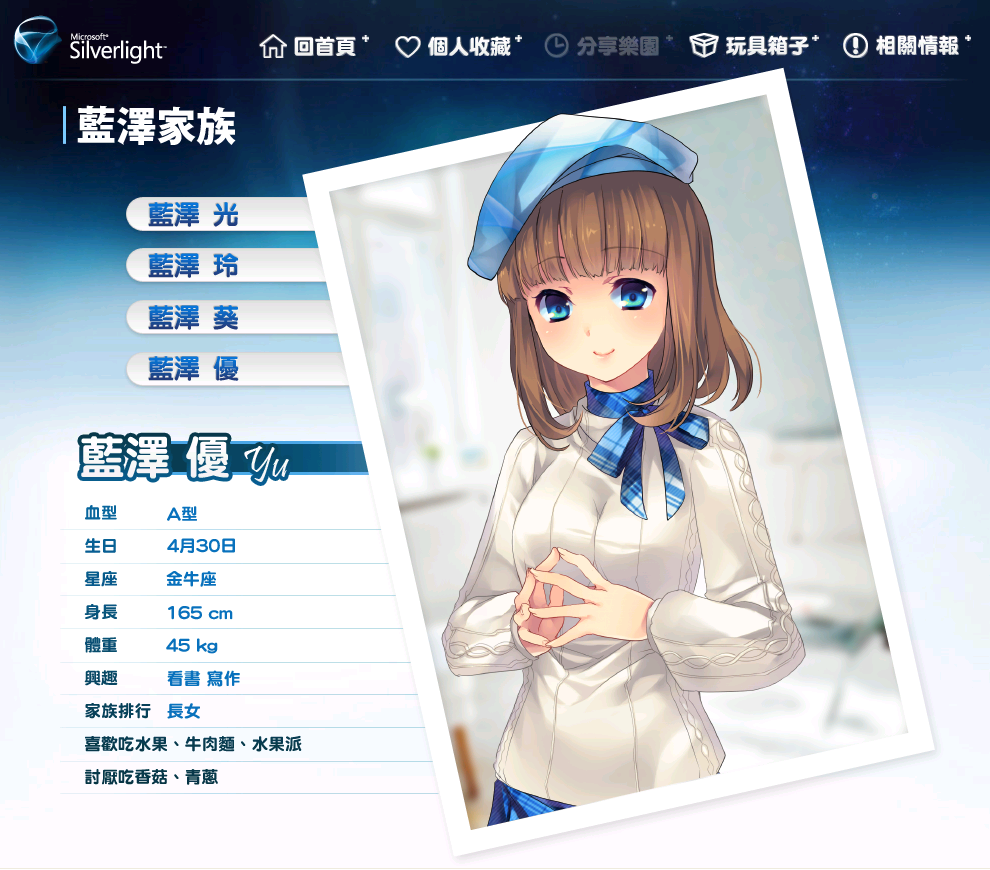 Microsoft®
Silverlight™
回首頁
個人收藏
分享樂園
玩具箱子
相關情報
藍澤家族
藍澤 光
藍澤 玲
藍澤 葵
藍澤 優
藍澤 優 Yu
血型 A型
生日 4月30日
星座 金牛座
身長 165 cm
體重 45 kg
興趣 看書 寫作
家族排行 長女
喜歡吃水果、牛肉麵、水果派
討厭吃香菇、青蔥